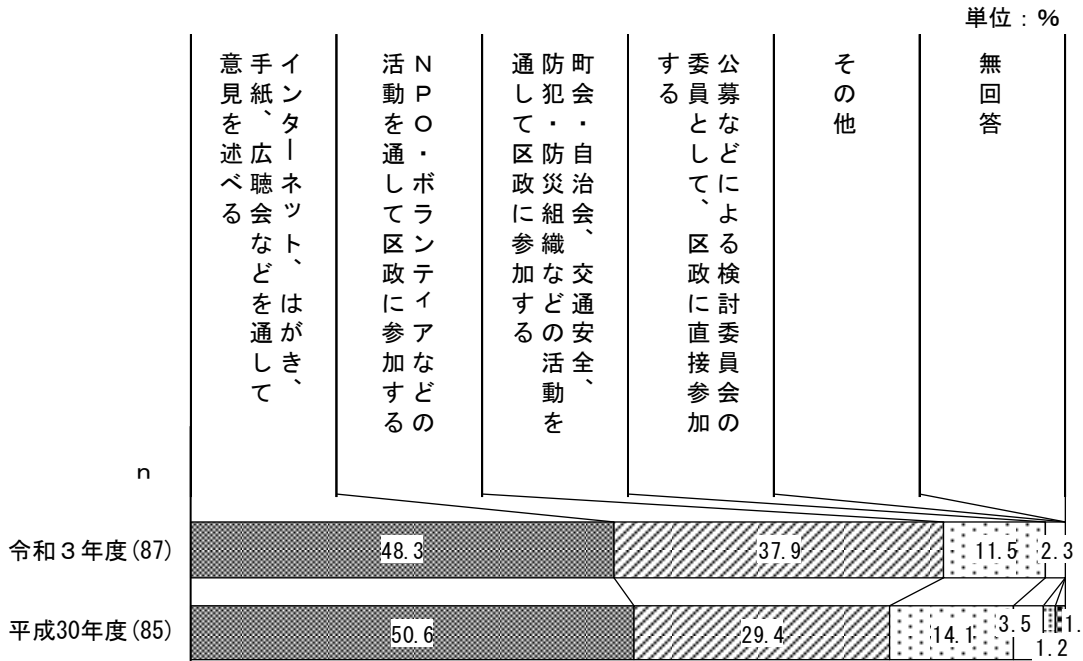 単位：％
インターネット、はがき、
手紙、広聴会などを通して
意見を述べる
ＮＰＯ・ボランティアなどの
活動を通して区政に参加する
町会・自治会、交通安全、
防犯・防災組織などの活動を
通して区政に参加する
公募などによる検討委員会の
委員として、区政に直接参加
する
その他
無回答
ｎ
令和３年度(87)
48.3
37.9
11.5
2.3
平成30年度(85)
50.6
29.4
14.1
3.5
1.2
1.